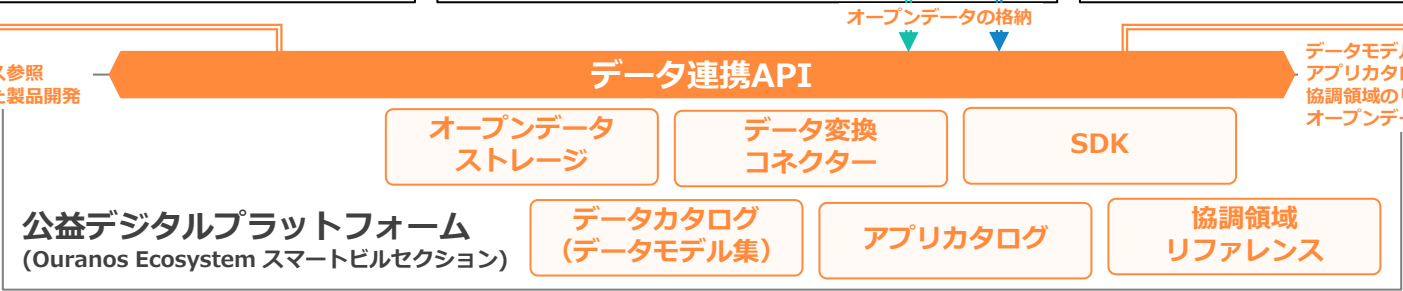 オープンデータの格納
データ連携API
参照
製品開発
データモデル
アプリカタロ
協調領域の
オープンデー
オープンデータ
ストレージ
データ変換
コネクター
SDK
公益デジタルプラットフォーム
(Ouranos Ecosystem スマートビルセクション)
データカタログ
（データモデル集）
アプリカタログ
協調領域
リファレンス